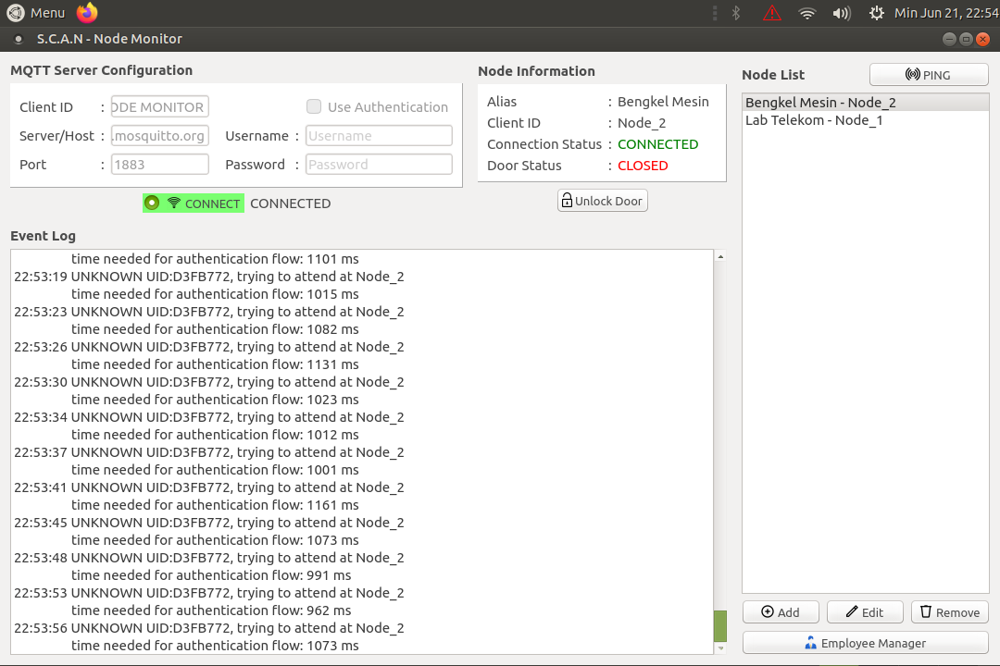 Menu
Min Jun 21, 22:54
S.C.A.N - Node Monitor
MQTT Server Configuration
Client ID : ODE MONITOR
Use Authentication
Server/Host : .mosquitto.org
Username : Username
Port : 1883
Password : Password
CONNECT CONNECTED
Node Information
Alias : Bengkel Mesin
Client ID : Node_2
Connection Status : CONNECTED
Door Status : CLOSED
Unlock Door
Node List
PING
Bengkel Mesin - Node_2
Lab Telekom - Node_1
Event Log
time needed for authentication flow: 1101 ms
22:53:19 UNKNOWN UID:D3FB772, trying to attend at Node_2
time needed for authentication flow: 1015 ms
22:53:23 UNKNOWN UID:D3FB772, trying to attend at Node_2
time needed for authentication flow: 1082 ms
22:53:26 UNKNOWN UID:D3FB772, trying to attend at Node_2
time needed for authentication flow: 1131 ms
22:53:30 UNKNOWN UID:D3FB772, trying to attend at Node_2
time needed for authentication flow: 1023 ms
22:53:34 UNKNOWN UID:D3FB772, trying to attend at Node_2
time needed for authentication flow: 1012 ms
22:53:37 UNKNOWN UID:D3FB772, trying to attend at Node_2
time needed for authentication flow: 1001 ms
22:53:41 UNKNOWN UID:D3FB772, trying to attend at Node_2
time needed for authentication flow: 1161 ms
22:53:45 UNKNOWN UID:D3FB772, trying to attend at Node_2
time needed for authentication flow: 1073 ms
22:53:48 UNKNOWN UID:D3FB772, trying to attend at Node_2
time needed for authentication flow: 991 ms
22:53:53 UNKNOWN UID:D3FB772, trying to attend at Node_2
time needed for authentication flow: 962 ms
22:53:56 UNKNOWN UID:D3FB772, trying to attend at Node_2
time needed for authentication flow: 1073 ms
Add
Edit
Remove
Employee Manager